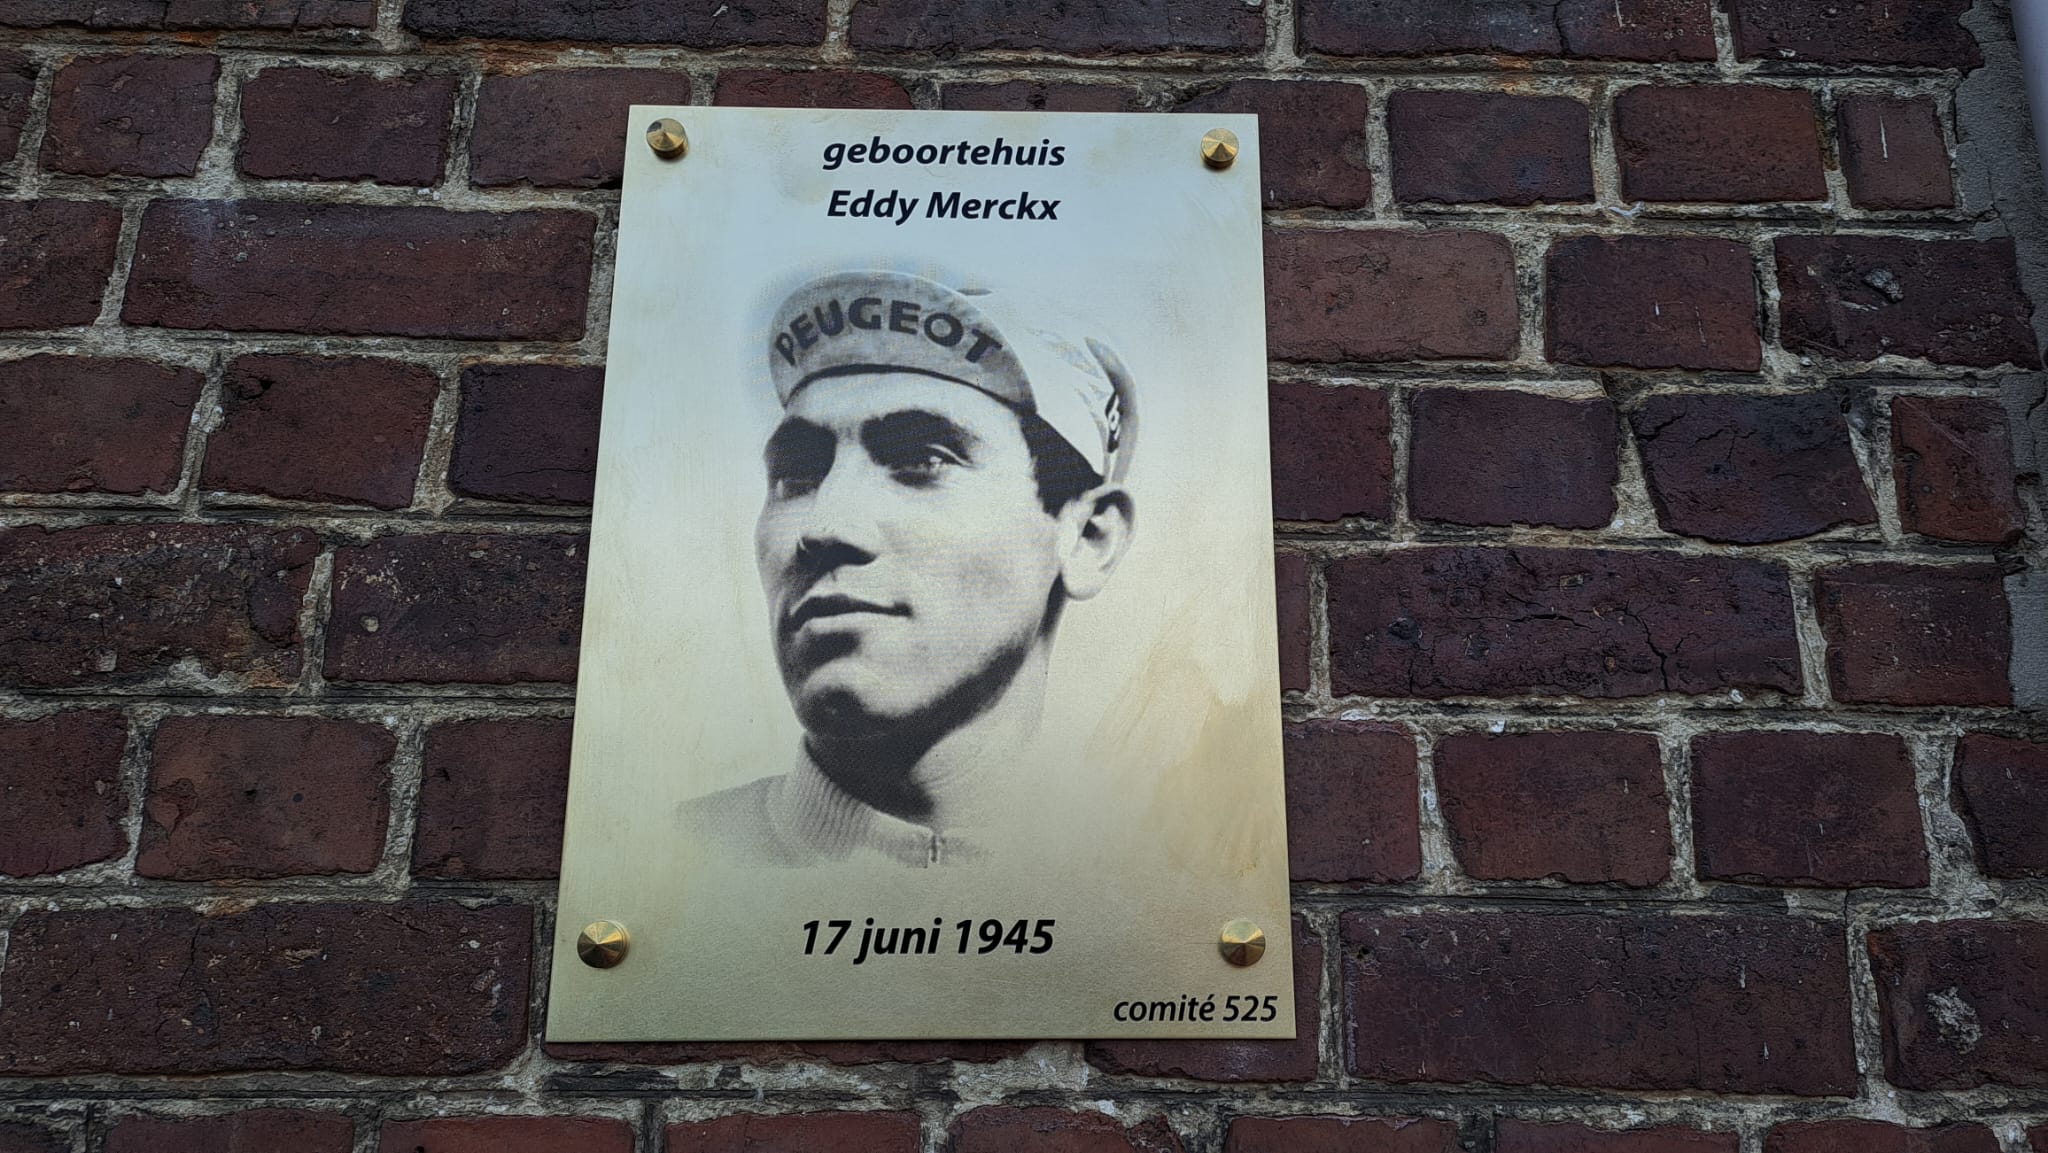 geboortehuis
Eddy Merckx
PEUGEOT
17 juni 1945
comité 525